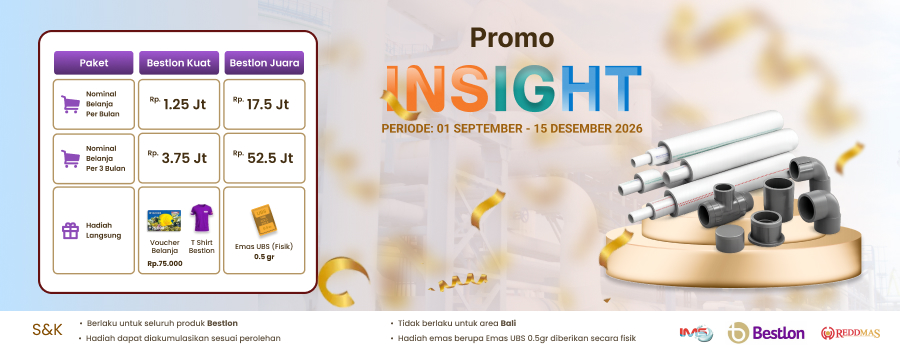 Promo
INSIGHT
PERIODE: 01 SEPTEMBER - 15 DESEMBER 2026
Paket
Bestlon Kuat
Bestlon Juara
Nominal
Belanja
Per Bulan
Rp. 1.25 Jt
Rp. 17.5 Jt
Nominal
Belanja
Per 3 Bulan
Rp. 3.75 Jt
Rp. 52.5 Jt
Hadiah
Langsung
Voucher
Belanja
Rp.75.000
T Shirt
Bestlon
Emas UBS (Fisik)
0.5 gr
S&K
• Berlaku untuk seluruh produk Bestlon
• Hadiah dapat diakumulasikan sesuai perolehan
• Tidak berlaku untuk area Bali
• Hadiah emas berupa Emas UBS 0.5gr diberikan secara fisik
IMS
Bestlon
REDDMAS